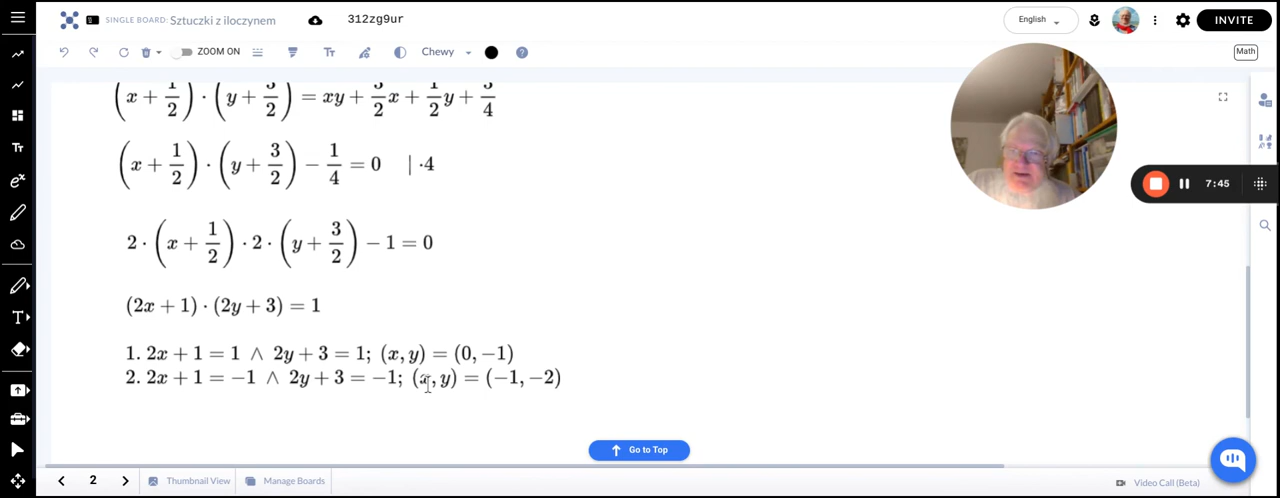 SINGLE BOARD: Sztuczki z iloczynem
312zg9ur
English
INVITE
ZOOM ON
Tт
Chewy
Math
(x + 1/2) · (y + 3/2) = xy + 3/2 x + 1/2 y + 3/4
(x + 1/2) · (y + 3/2) − 1/4 = 0 | ·4
7:45
2 · (x + 1/2) · 2 · (y + 3/2) − 1 = 0
(2x + 1) · (2y + 3) = 1
1. 2x + 1 = 1 ∧ 2y + 3 = 1; (x, y) = (0, −1)
2. 2x + 1 = −1 ∧ 2y + 3 = −1; (x, y) = (−1, −2)
Go to Top
2
Thumbnail View
Manage Boards
Video Call (Beta)